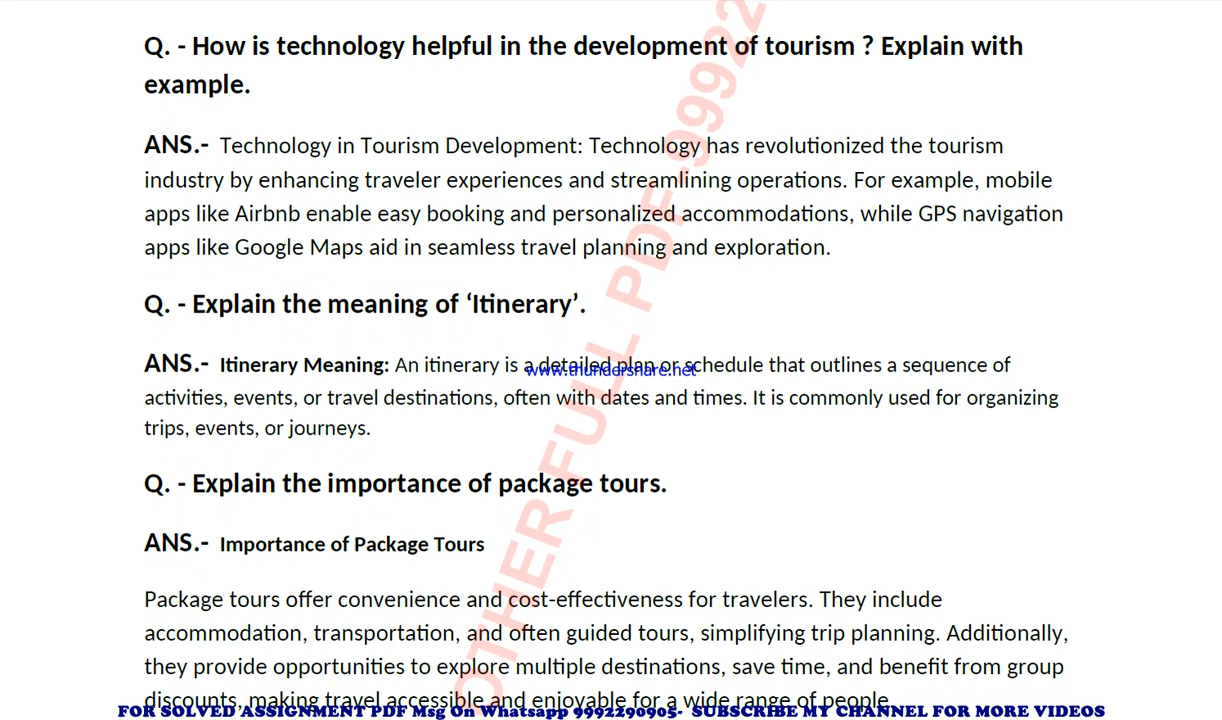 Q. - How is technology helpful in the development of tourism ? Explain with
example.
ANS.- Technology in Tourism Development: Technology has revolutionized the tourism
industry by enhancing traveler experiences and streamlining operations. For example, mobile
apps like Airbnb enable easy booking and personalized accommodations, while GPS navigation
apps like Google Maps aid in seamless travel planning and exploration.
Q. - Explain the meaning of ‘Itinerary’.
ANS.- Itinerary Meaning: An itinerary is a detailed plan or schedule that outlines a sequence of
www.thundershare.net
activities, events, or travel destinations, often with dates and times. It is commonly used for organizing
trips, events, or journeys.
Q. - Explain the importance of package tours.
ANS.- Importance of Package Tours
Package tours offer convenience and cost-effectiveness for travelers. They include
accommodation, transportation, and often guided tours, simplifying trip planning. Additionally,
they provide opportunities to explore multiple destinations, save time, and benefit from group
discounts, making travel accessible and enjoyable for a wide range of people.
OTHER FULL PDF-99922
FOR SOLVED ASSIGNMENT PDF Msg On Whatsapp 9992290905- SUBSCRIBE MY CHANNEL FOR MORE VIDEOS